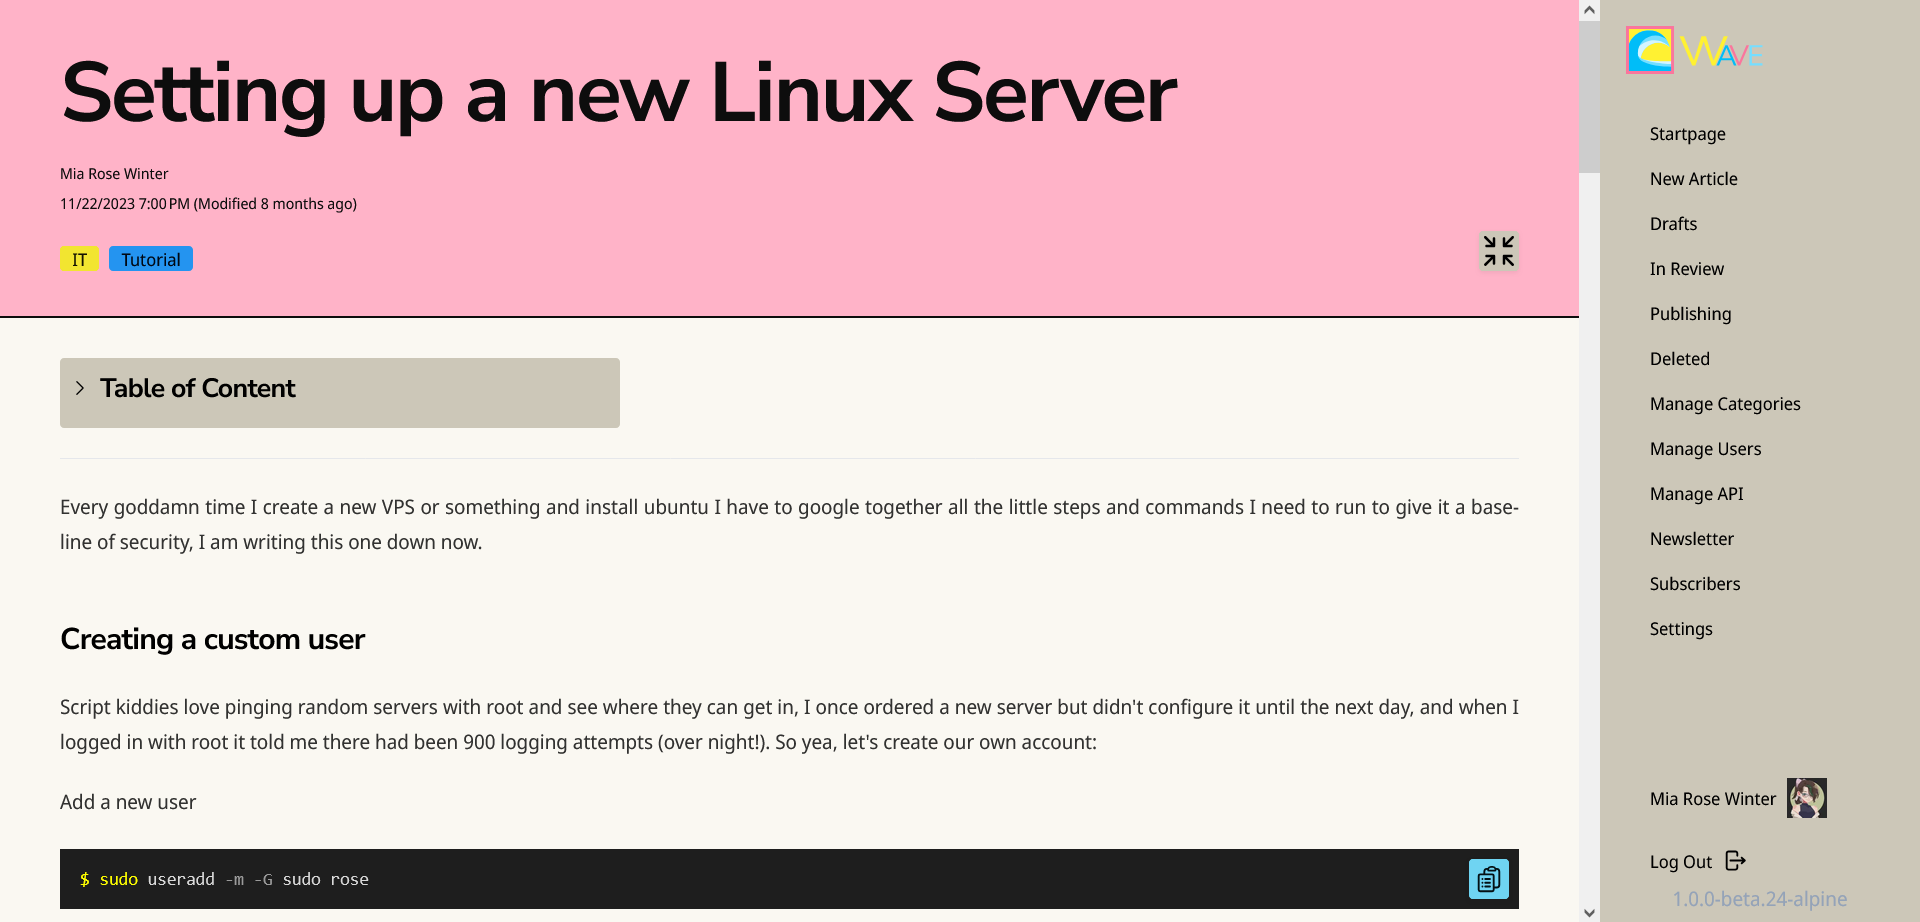 Setting up a new Linux Server
Mia Rose Winter
11/22/2023 7:00 PM (Modified 8 months ago)
IT
Tutorial
Table of Content
Every goddamn time I create a new VPS or something and install ubuntu I have to google together all the little steps and commands I need to run to give it a base-
line of security, I am writing this one down now.
Creating a custom user
Script kiddies love pinging random servers with root and see where they can get in, I once ordered a new server but didn't configure it until the next day, and when I
logged in with root it told me there had been 900 logging attempts (over night!). So yea, let's create our own account:
Add a new user
$ sudo useradd -m -G sudo rose
WAVE
Startpage
New Article
Drafts
In Review
Publishing
Deleted
Manage Categories
Manage Users
Manage API
Newsletter
Subscribers
Settings
Mia Rose Winter
Log Out
1.0.0-beta.24-alpine